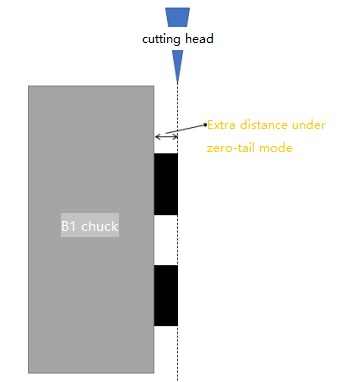 cutting head
Extra distance under
zero-tail mode
B1 chuck